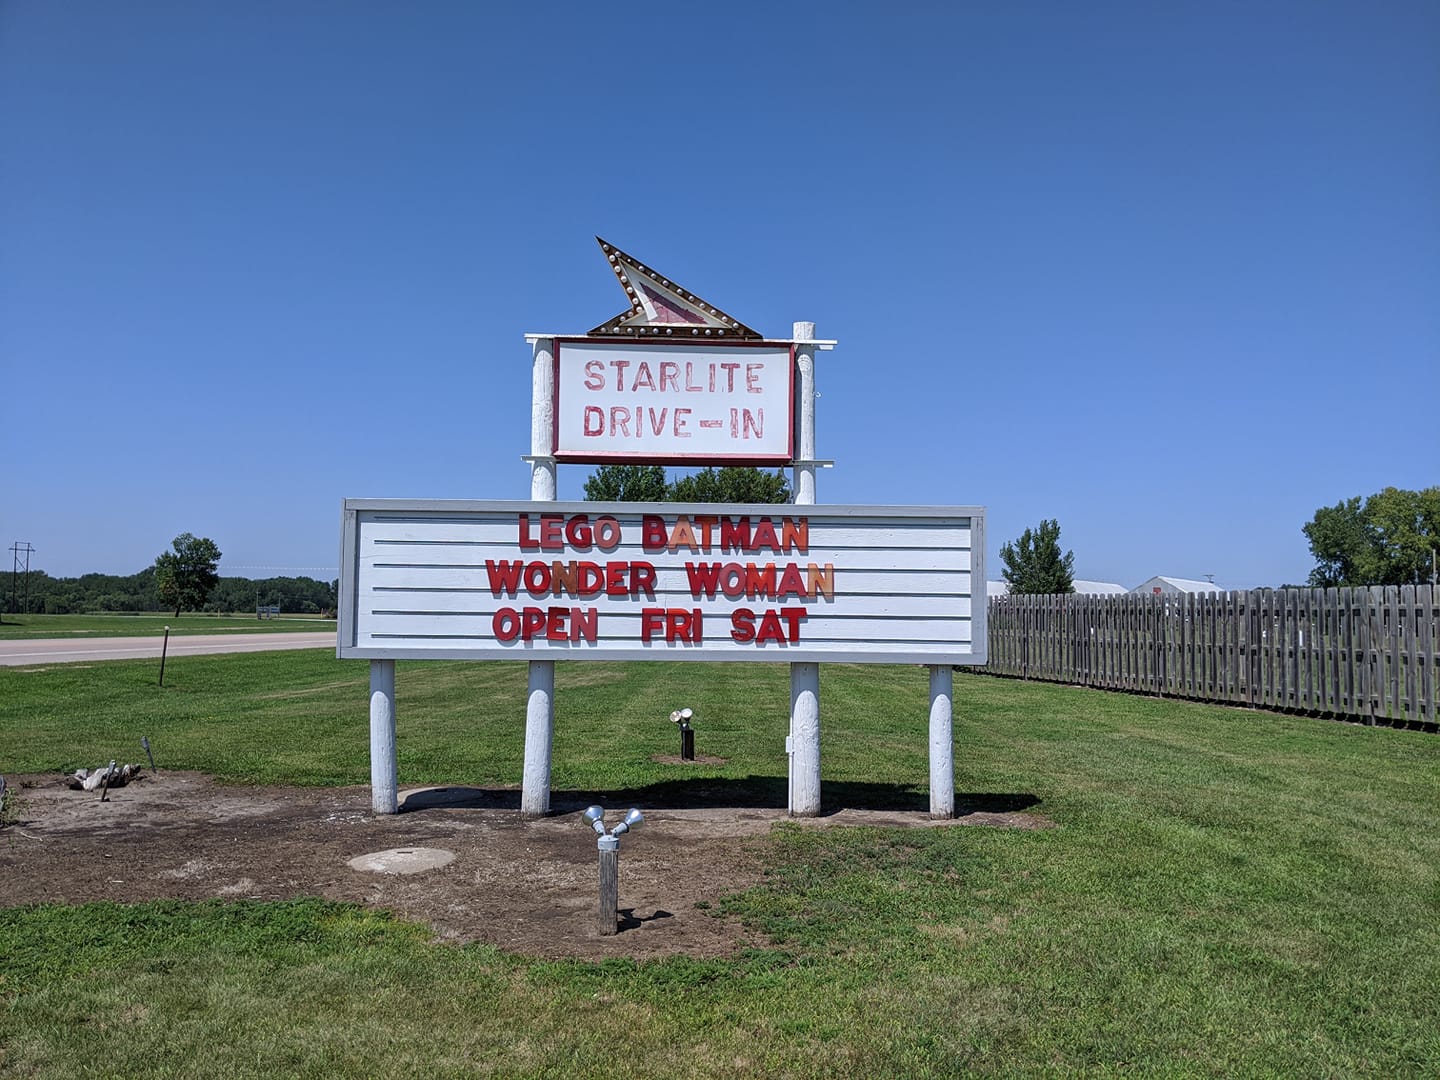 STARLITE
DRIVE-IN
LEGO BATMAN
WONDER WOMAN
OPEN FRI SAT